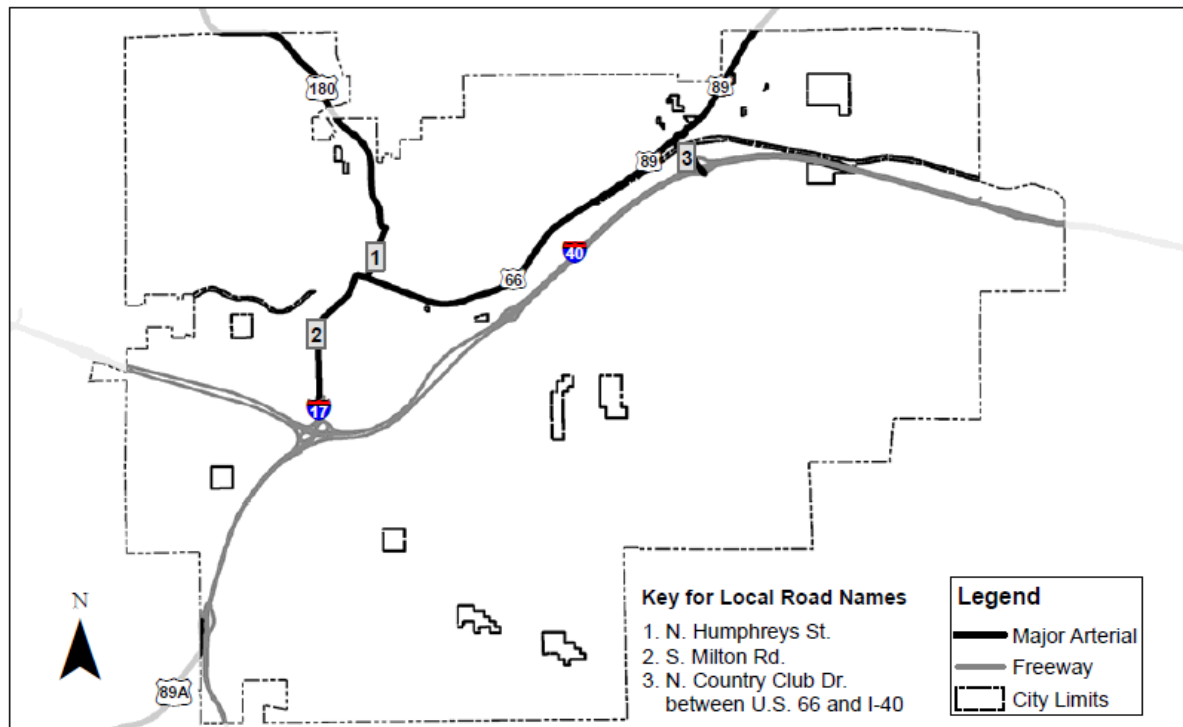 180
89
89
3
1
40
66
2
17
N
89A
Key for Local Road Names
1. N. Humphreys St.
2. S. Milton Rd.
3. N. Country Club Dr.
between U.S. 66 and I-40
Legend
Major Arterial
Freeway
City Limits